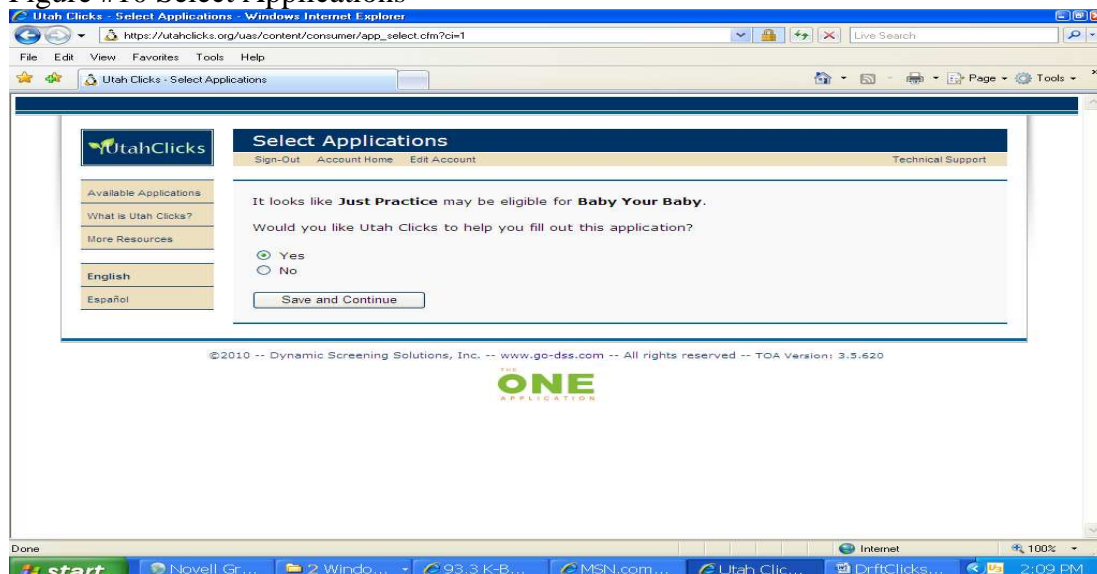 Figure #10 Select Applications
Utah Clicks - Select Applications - Windows Internet Explorer
https://utahclicks.org/uas/content/consumer/app_select.cfm?ci=1
Live Search
File Edit View Favorites Tools Help
Utah Clicks - Select Applications
Page
Tools
UtahClicks
Select Applications
Sign-Out Account Home Edit Account Technical Support
Available Applications
What is Utah Clicks?
More Resources
English
Español
It looks like Just Practice may be eligible for Baby Your Baby.
Would you like Utah Clicks to help you fill out this application?
Yes
No
Save and Continue
©2010 -- Dynamic Screening Solutions, Inc. -- www.go-dss.com -- All rights reserved -- TOA Version: 3.5.620
THE
ONE
APPLICATION
Done Internet 100%
start Novell Gr... 2 Windo... 93.3 K-B... MSN.com... Utah Clic... DrftClicks... 2:09 PM